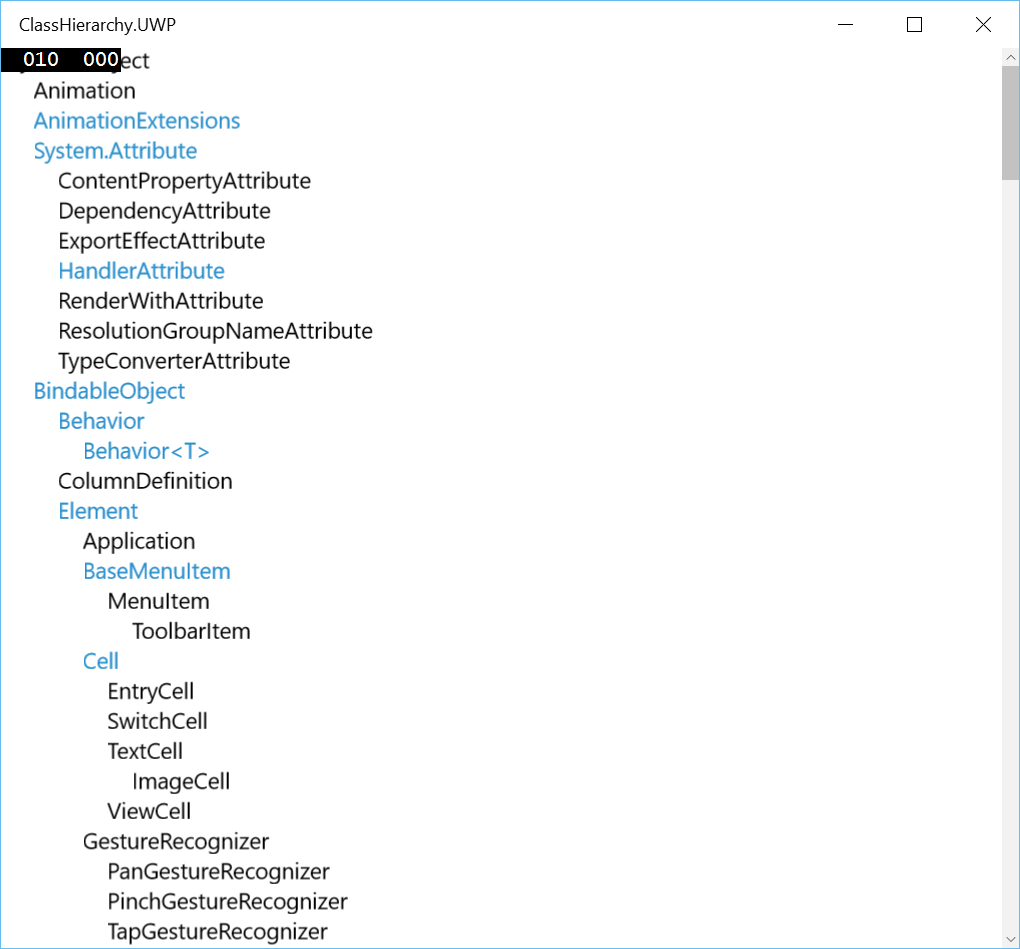 ClassHierarchy.UWP
010 000ect
Animation
AnimationExtensions
System.Attribute
ContentPropertyAttribute
DependencyAttribute
ExportEffectAttribute
HandlerAttribute
RenderWithAttribute
ResolutionGroupNameAttribute
TypeConverterAttribute
BindableObject
Behavior
Behavior<T>
ColumnDefinition
Element
Application
BaseMenuItem
MenuItem
ToolbarItem
Cell
EntryCell
SwitchCell
TextCell
ImageCell
ViewCell
GestureRecognizer
PanGestureRecognizer
PinchGestureRecognizer
TapGestureRecognizer